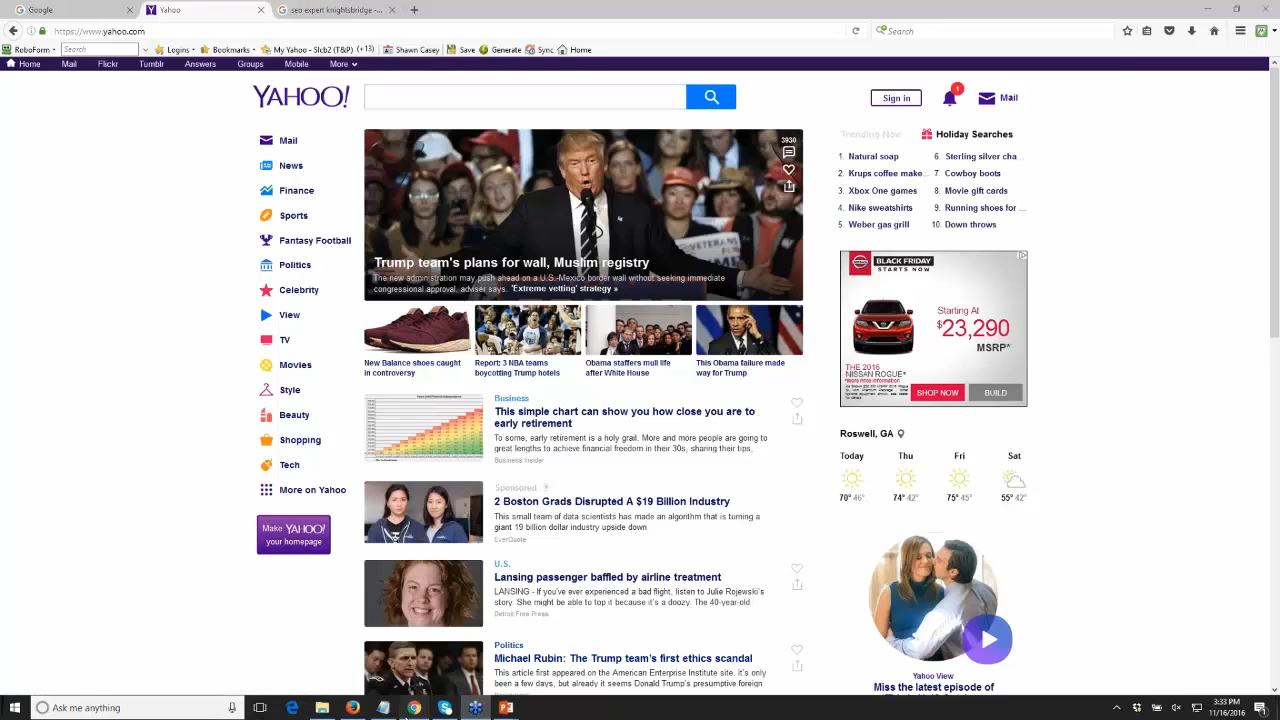 Google
Yahoo
Copert getexpert knightsbridge ...
https://www.yahoo.com
Search
RoboForm
Search
Logins
Bookmarks
My Yahoo - Slcb2 (T&P) (+13)
Shawn Casey
Save
Generate
Sync
Home
Home Mail Flickr Tumblr Answers Groups Mobile More
YAHOO!
Sign in
1
Mail
Mail
News
Finance
Sports
Fantasy Football
Politics
Celebrity
View
TV
Movies
Style
Beauty
Shopping
Tech
More on Yahoo
Make YAHOO!
your homepage
3930
VETERANS
Trump team's plans for wall, Muslim registry
The new administration may push ahead on a U.S.-Mexico border wall without seeking immediate
congressional approval, adviser says. 'Extreme vetting' strategy »
New Balance shoes caught
in controversy
Report: 3 NBA teams
boycotting Trump hotels
Obama staffers mull life
after White House
This Obama failure made
way for Trump
Business
This simple chart can show you how close you are to
early retirement
To some, early retirement is a holy grail. More and more people are going to
great lengths to achieve financial freedom in their 30s, sharing their tips,
Business Insider
Sponsored
2 Boston Grads Disrupted A $19 Billion Industry
This small team of data scientists has made an algorithm that is turning a
giant 19 billion dollar industry upside down
EverQuote
U.S.
Lansing passenger baffled by airline treatment
LANSING - If you've ever experienced a bad flight, listen to Julie Rojewski's
story. She might be able to top it because it's a doozy. The 40-year-old
Detroit Free Press
Politics
Michael Rubin: The Trump team's first ethics scandal
This article first appeared on the American Enterprise Institute site. It's only
been a few days, but already it seems Donald Trump's presumptive foreign
Trending Now
Holiday Searches
1. Natural soap
2. Krups coffee make...
3. Xbox One games
4. Nike sweatshirts
5. Weber gas grill
6. Sterling silver cha...
7. Cowboy boots
8. Movie gift cards
9. Running shoes for ...
10. Down throws
NISSAN
BLACK FRIDAY
STARTS NOW
Starting At
$23,290
MSRP*
THE 2016
NISSAN ROGUE®
*More Price Information
SHOP NOW
BUILD
Roswell, GA
Today Thu Fri Sat
70° 46° 74° 42° 75° 45° 55° 42°
Yahoo View
Miss the latest episode of
Ask me anything
3:33 PM
11/16/2016
1